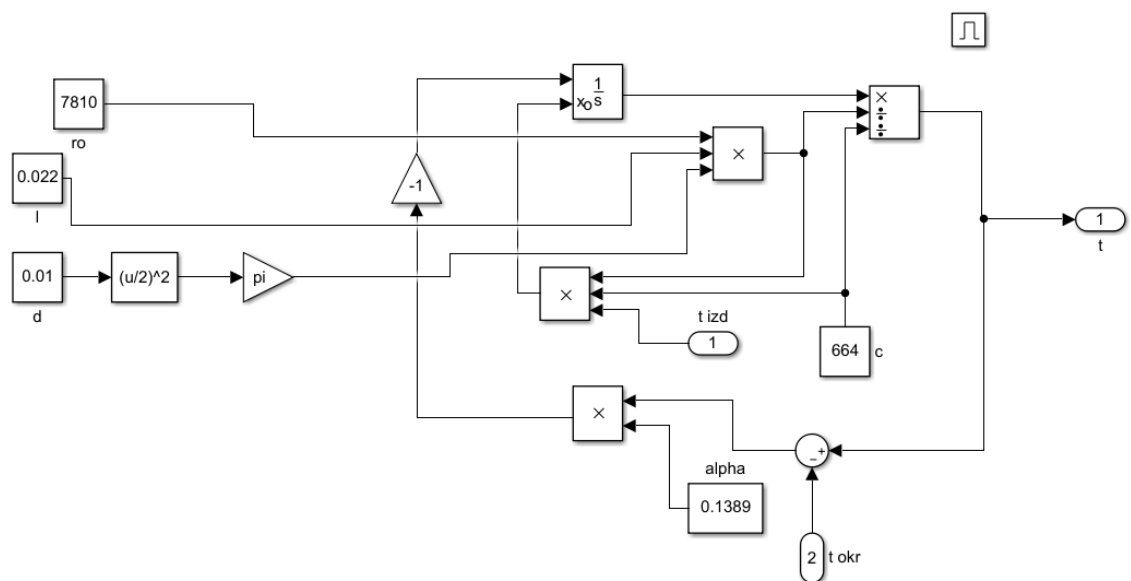 1
s
x₀
×
÷
÷
7810
ro
×
-1
0.022
l
1
t
0.01
d
(u/2)^2
pi
×
t izd
1
664
c
×
alpha
0.1389
+
−
2
t okr